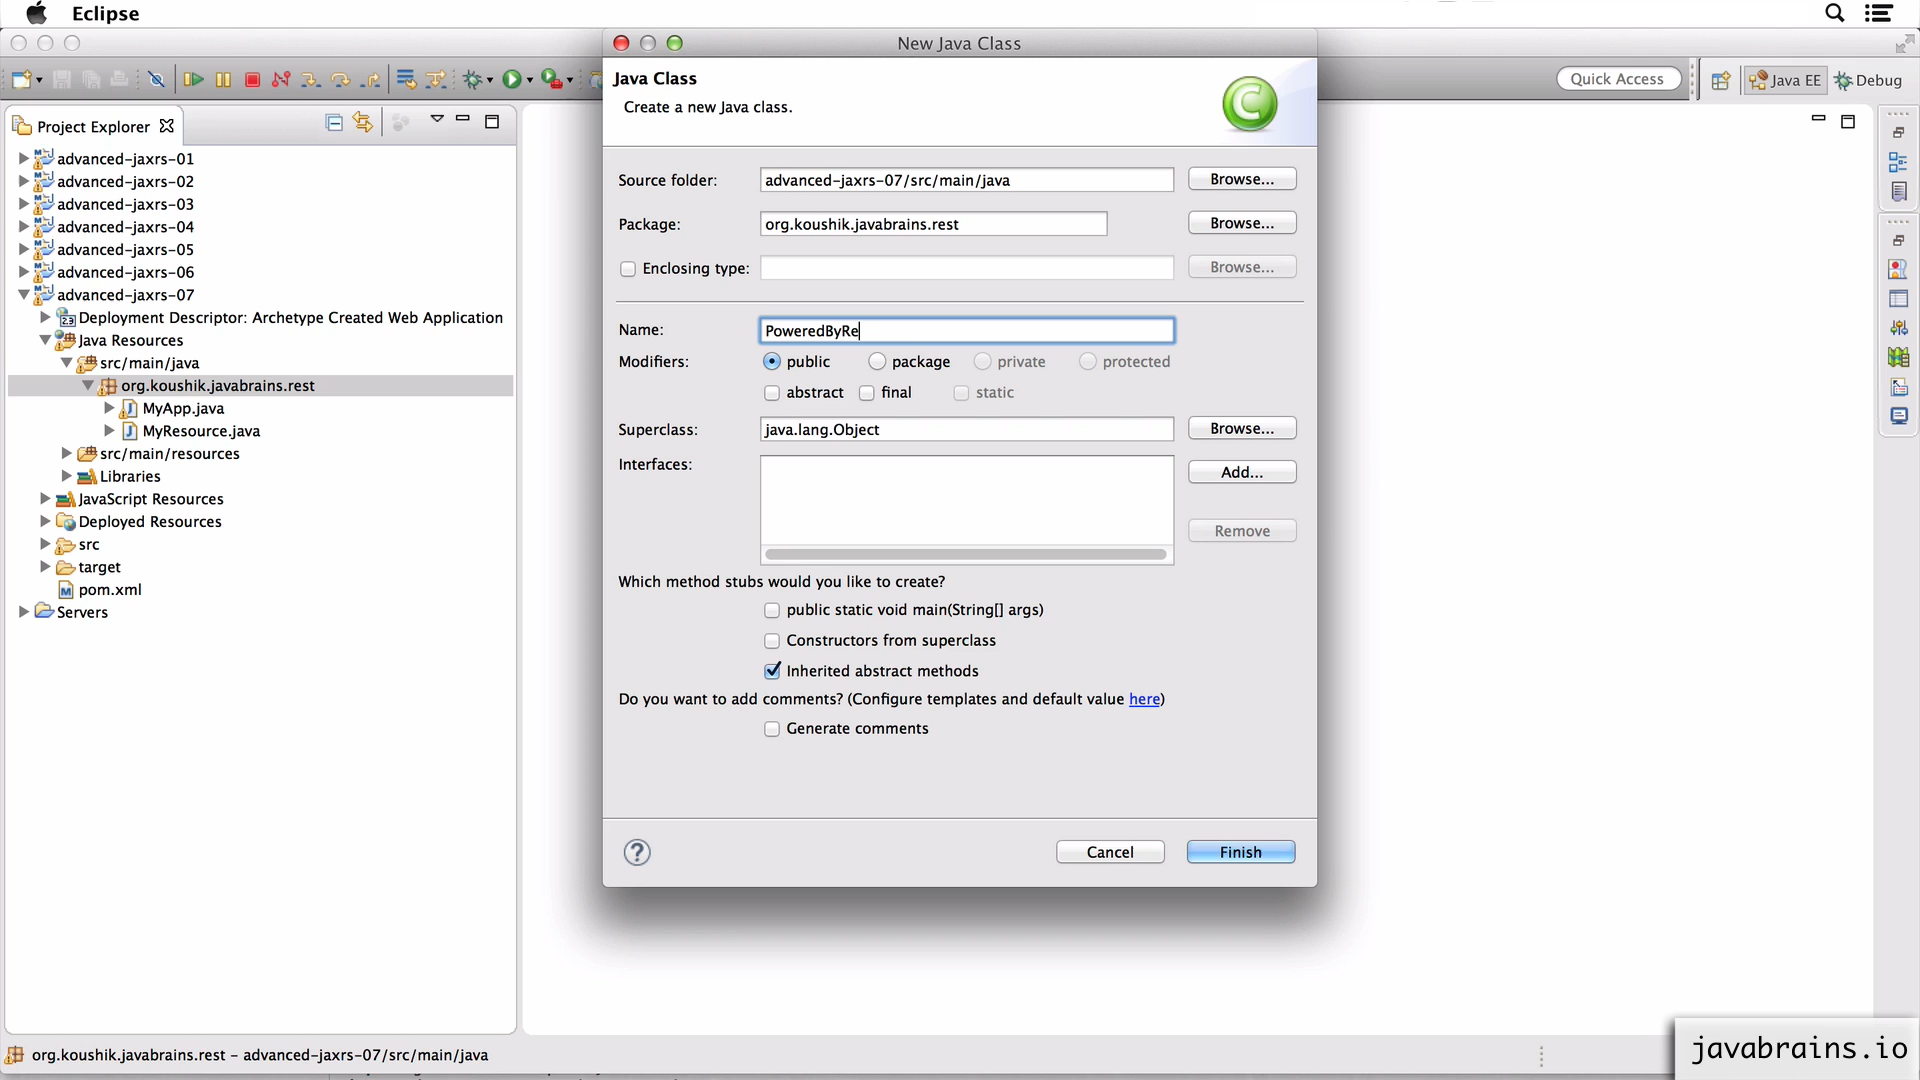 Eclipse
New Java Class
Quick Access
Java EE
Debug
Project Explorer
advanced-jaxrs-01
advanced-jaxrs-02
advanced-jaxrs-03
advanced-jaxrs-04
advanced-jaxrs-05
advanced-jaxrs-06
advanced-jaxrs-07
Deployment Descriptor: Archetype Created Web Application
Java Resources
src/main/java
org.koushik.javabrains.rest
MyApp.java
MyResource.java
src/main/resources
Libraries
JavaScript Resources
Deployed Resources
src
target
pom.xml
Servers
Java Class
Create a new Java class.
Source folder: advanced-jaxrs-07/src/main/java Browse...
Package: org.koushik.javabrains.rest Browse...
Enclosing type: Browse...
Name: PoweredByRe
Modifiers: public package private protected
abstract final static
Superclass: java.lang.Object Browse...
Interfaces: Add...
Remove
Which method stubs would you like to create?
public static void main(String[] args)
Constructors from superclass
Inherited abstract methods
Do you want to add comments? (Configure templates and default value here)
Generate comments
Cancel Finish
org.koushik.javabrains.rest - advanced-jaxrs-07/src/main/java
javabrains.io